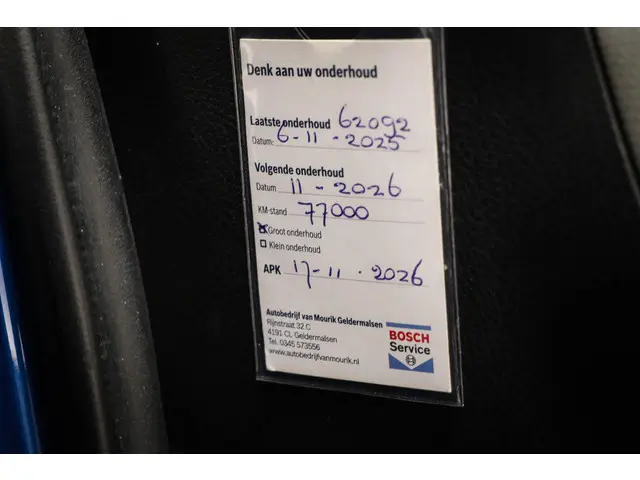 Denk aan uw onderhoud
Laatste onderhoud 62092
Datum: 6-11-2025
Volgende onderhoud
Datum 11-2026
KM-stand 77000
Groot onderhoud
Klein onderhoud
APK 17-11-2026
Autobedrijf van Mourik Geldermalsen
Rijnstraat 32 C
4191 CL Geldermalsen
Tel. 0345 573556
www.autobedrijfvanmourik.nl
BOSCH
Service